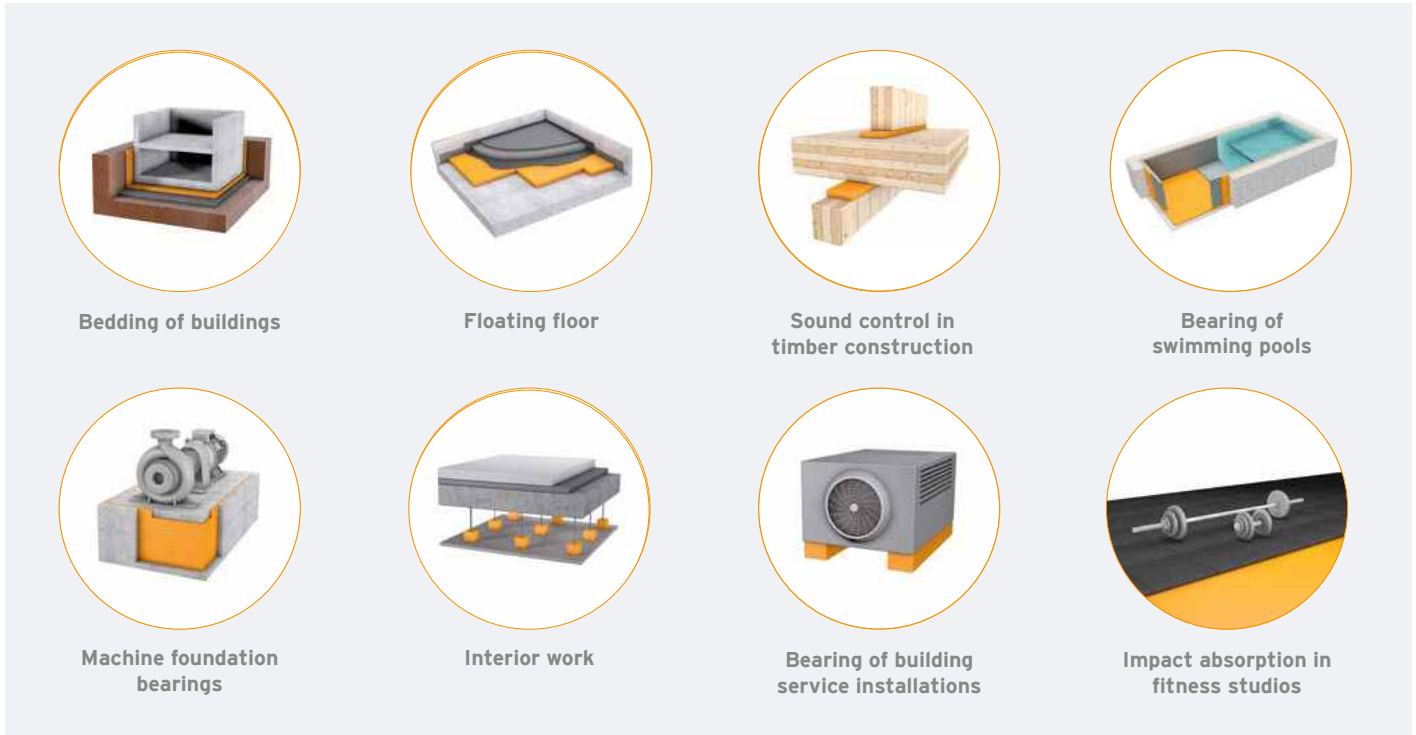 Bedding of buildings
Floating floor
Sound control in
timber construction
Bearing of
swimming pools
Machine foundation
bearings
Interior work
Bearing of building
service installations
Impact absorption in
fitness studios